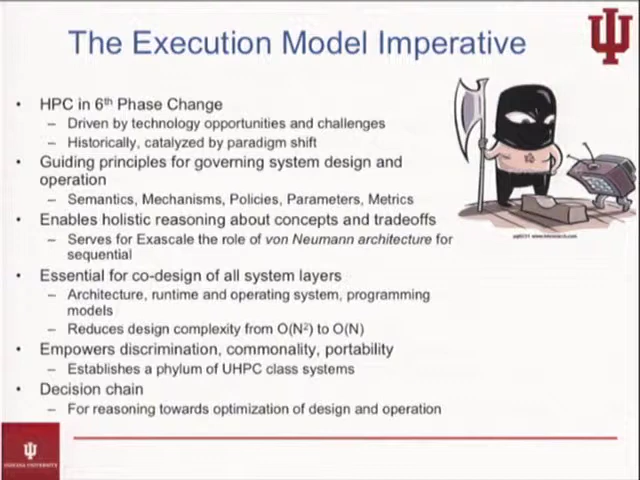 The Execution Model Imperative
• HPC in 6th Phase Change
– Driven by technology opportunities and challenges
– Historically, catalyzed by paradigm shift
• Guiding principles for governing system design and
operation
– Semantics, Mechanisms, Policies, Parameters, Metrics
• Enables holistic reasoning about concepts and tradeoffs
– Serves for Exascale the role of von Neumann architecture for
sequential
• Essential for co-design of all system layers
– Architecture, runtime and operating system, programming
models
– Reduces design complexity from O(N²) to O(N)
• Empowers discrimination, commonality, portability
– Establishes a phylum of UHPC class systems
• Decision chain
– For reasoning towards optimization of design and operation
INDIANA UNIVERSITY